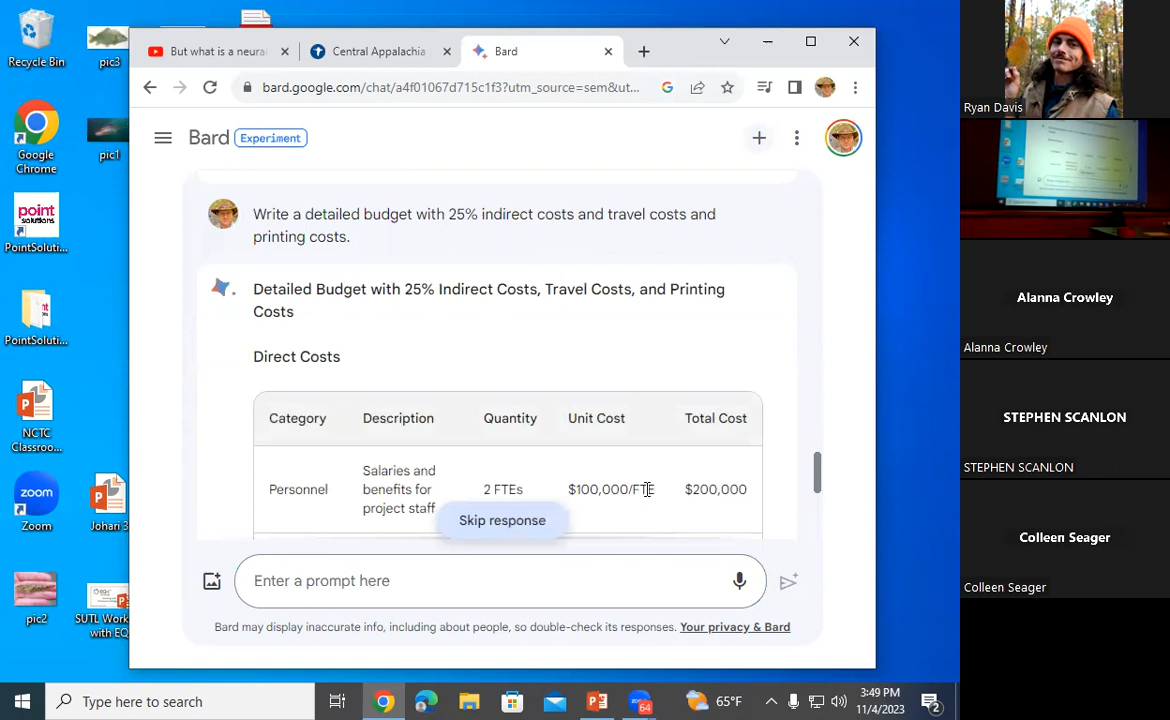 Recycle Bin
pic3
Google
Chrome
pic1
point
solutions
PointSoluti...
PointSoluti...
NCTC
Classroo...
Zoom
zoom
Johari 3
pic2
SUTL Work
with EQ
But what is a neura
Central Appalachia
Bard
bard.google.com/chat/a4f01067d715c1f3?utm_source=sem&ut...
Bard
Experiment
Write a detailed budget with 25% indirect costs and travel costs and
printing costs.
Detailed Budget with 25% Indirect Costs, Travel Costs, and Printing
Costs
Direct Costs
Category Description Quantity Unit Cost Total Cost
Salaries and
Personnel benefits for 2 FTEs $100,000/FTE $200,000
project staff
Skip response
Enter a prompt here
Bard may display inaccurate info, including about people, so double-check its responses. Your privacy & Bard
Type here to search
64
65°F
3:49 PM
11/4/2023
2
Ryan Davis
Alanna Crowley
Alanna Crowley
STEPHEN SCANLON
STEPHEN SCANLON
Colleen Seager
Colleen Seager